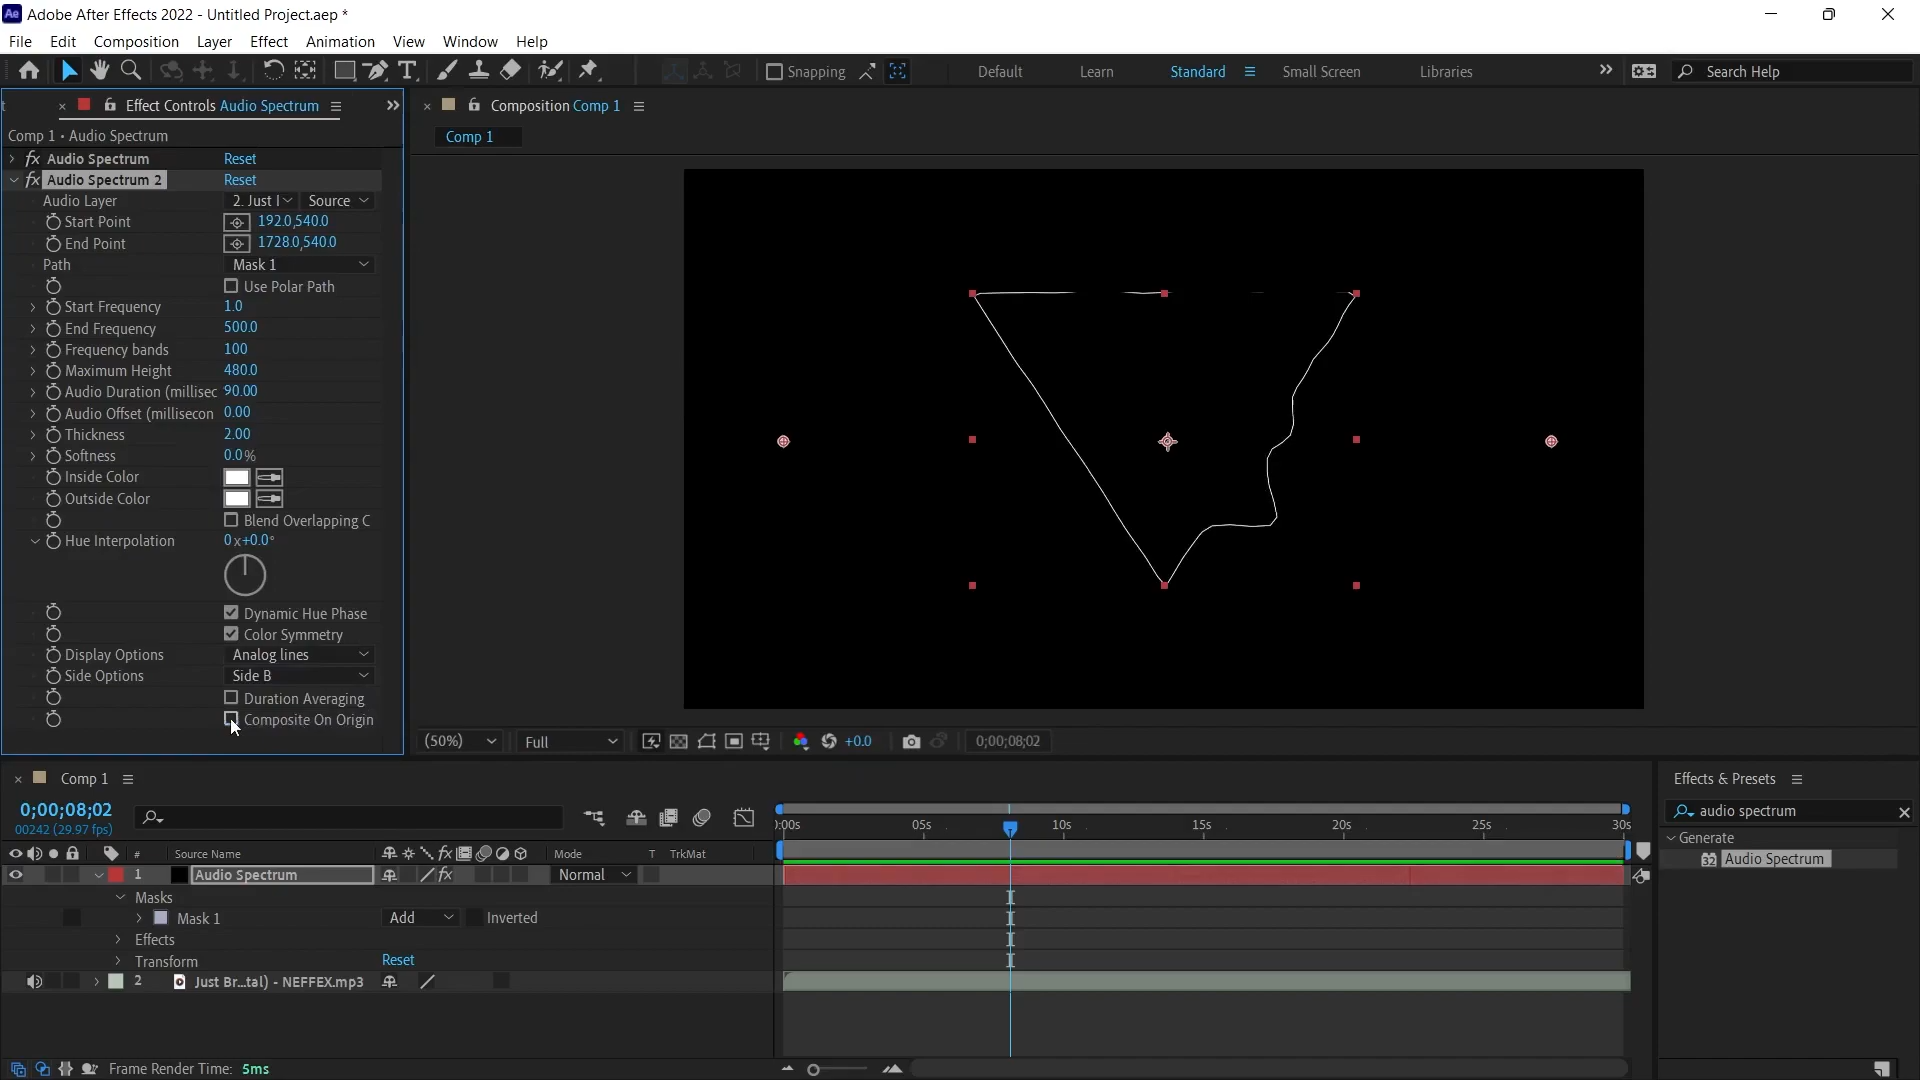 Ae Adobe After Effects 2022 - Untitled Project.aep *
File Edit Composition Layer Effect Animation View Window Help
Snapping Default Learn Standard Small Screen Libraries Search Help
Effect Controls Audio Spectrum
Composition Comp 1
Comp 1 • Audio Spectrum
Comp 1
fx Audio Spectrum Reset
fx Audio Spectrum 2 Reset
Audio Layer 2. Just I Source
Start Point 192.0,540.0
End Point 1728.0,540.0
Path Mask 1
Use Polar Path
Start Frequency 1.0
End Frequency 500.0
Frequency bands 100
Maximum Height 480.0
Audio Duration (millisec 90.00
Audio Offset (millisecon 0.00
Thickness 2.00
Softness 0.0%
Inside Color
Outside Color
Blend Overlapping C
Hue Interpolation 0x+0.0°
Dynamic Hue Phase
Color Symmetry
Display Options Analog lines
Side Options Side B
Duration Averaging
Composite On Origin
(50%) Full +0.0 0;00;08;02
Comp 1
Effects & Presets
0;00;08;02
00242 (29.97 fps)
audio spectrum
):00s 05s 10s 15s 20s 25s 30s
Generate
# Source Name fx Mode T TrkMat
32 Audio Spectrum
1 Audio Spectrum fx Normal
Masks
Mask 1 Add Inverted
Effects
Transform Reset
2 Just Br...tal) - NEFFEX.mp3
Frame Render Time: 5ms